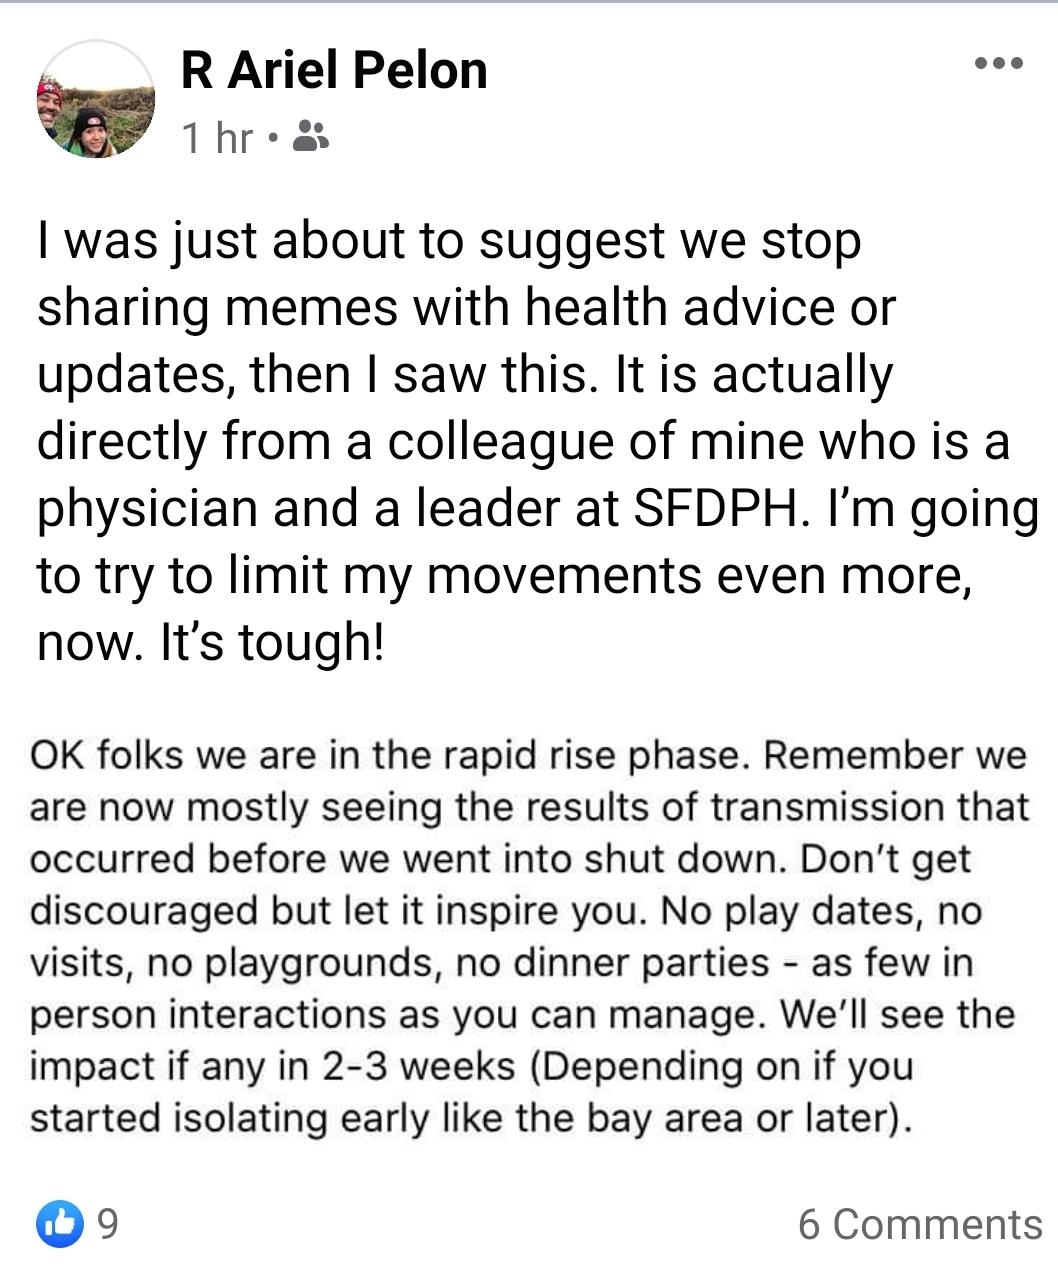 R Ariel Pelon
1 hr •
I was just about to suggest we stop
sharing memes with health advice or
updates, then I saw this. It is actually
directly from a colleague of mine who is a
physician and a leader at SFDPH. I’m going
to try to limit my movements even more,
now. It’s tough!
OK folks we are in the rapid rise phase. Remember we
are now mostly seeing the results of transmission that
occurred before we went into shut down. Don’t get
discouraged but let it inspire you. No play dates, no
visits, no playgrounds, no dinner parties - as few in
person interactions as you can manage. We’ll see the
impact if any in 2-3 weeks (Depending on if you
started isolating early like the bay area or later).
9 6 Comments